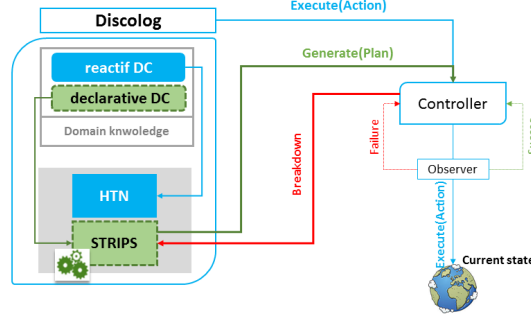 Discolog
Execute(Action)
reactif DC
declarative DC
Domain knwoledge
Generate(Plan)
Controller
Breakdown
Failure
Observer
HTN
STRIPS
Execute(Action)
Current state